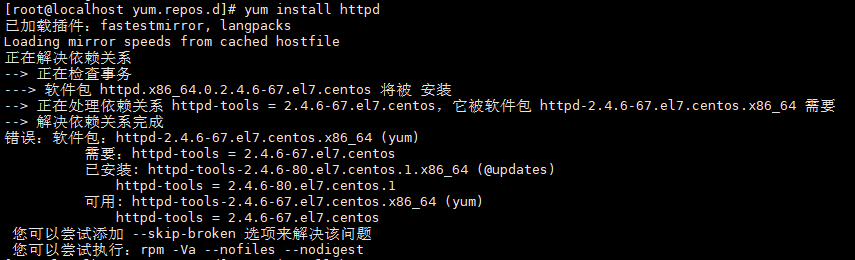 [root@localhost yum.repos.d]# yum install httpd
已加载插件：fastestmirror, langpacks
Loading mirror speeds from cached hostfile
正在解决依赖关系
--> 正在检查事务
---> 软件包 httpd.x86_64.0.2.4.6-67.el7.centos 将被 安装
--> 正在处理依赖关系 httpd-tools = 2.4.6-67.el7.centos，它被软件包 httpd-2.4.6-67.el7.centos.x86_64 需要
--> 解决依赖关系完成
错误：软件包：httpd-2.4.6-67.el7.centos.x86_64 (yum)
需要：httpd-tools = 2.4.6-67.el7.centos
已安装: httpd-tools-2.4.6-80.el7.centos.1.x86_64 (@updates)
httpd-tools = 2.4.6-80.el7.centos.1
可用: httpd-tools-2.4.6-67.el7.centos.x86_64 (yum)
httpd-tools = 2.4.6-67.el7.centos
您可以尝试添加 --skip-broken 选项来解决该问题
您可以尝试执行：rpm -Va --nofiles --nodigest